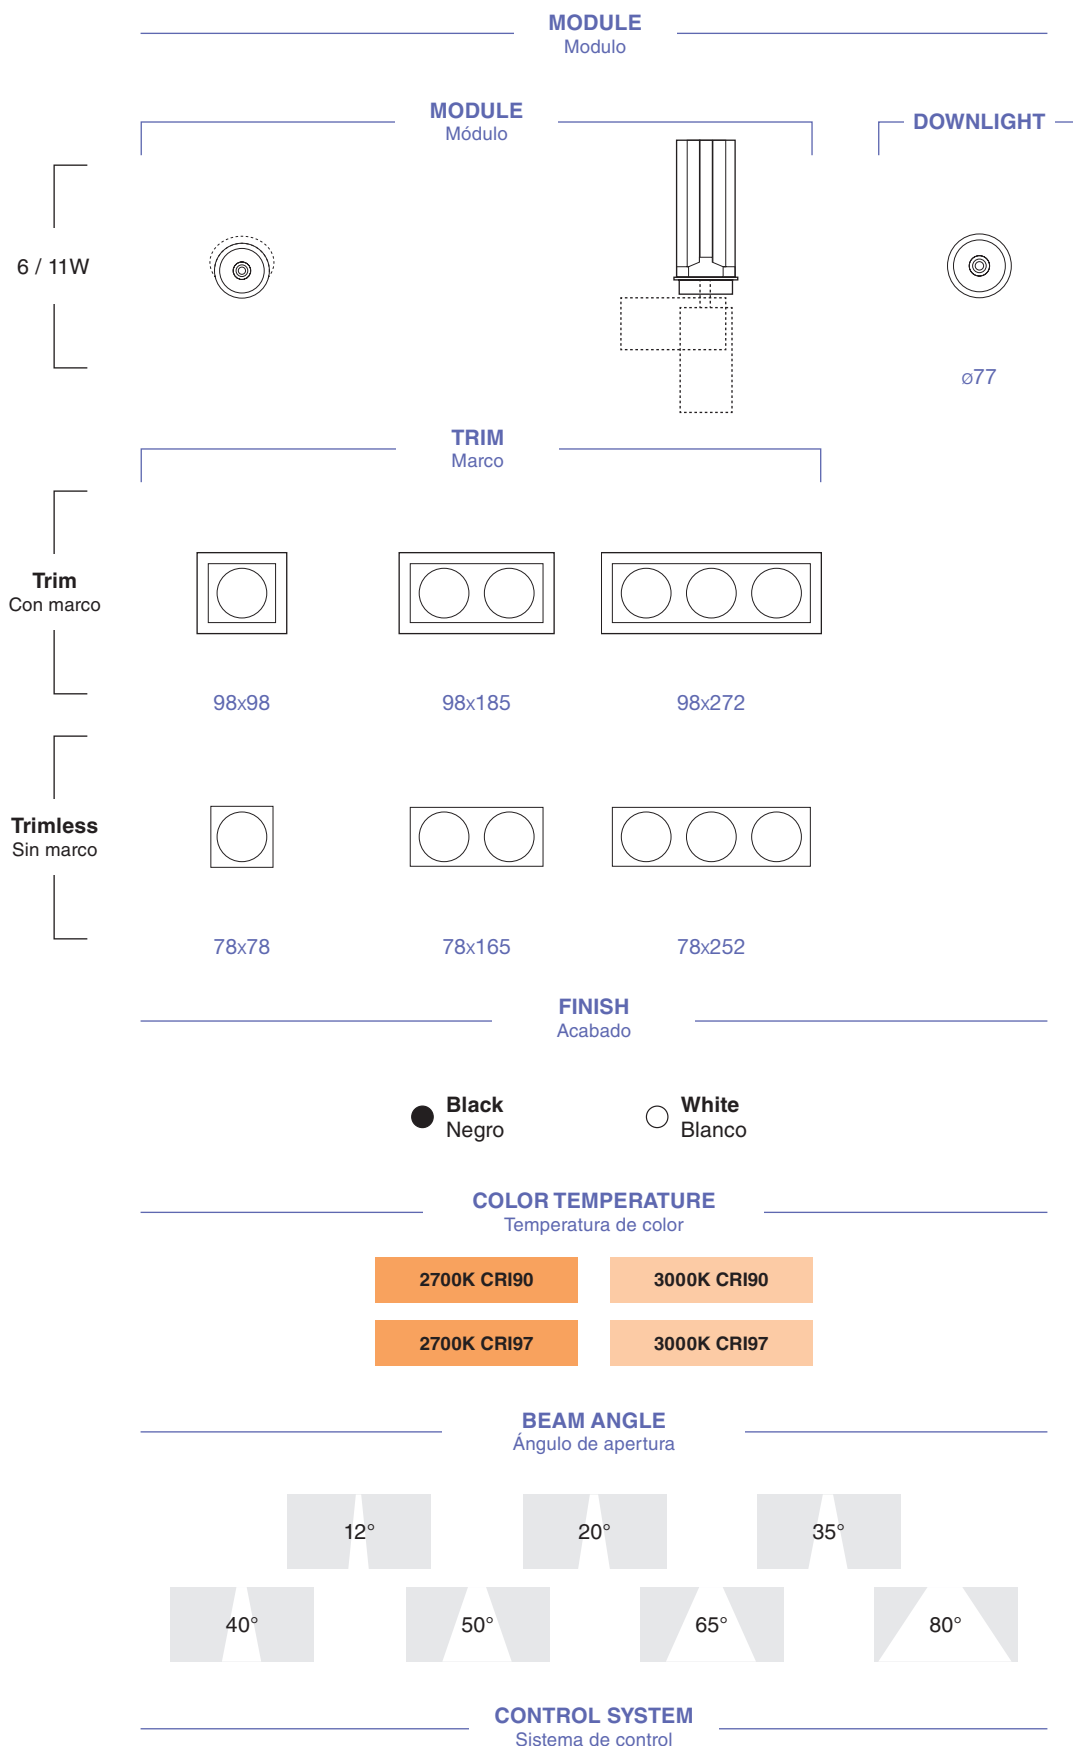 MODULE
Modulo
MODULE
Módulo
DOWNLIGHT
6 / 11W
ø77
TRIM
Marco
Trim
Con marco
98x98
98x185
98x272
Trimless
Sin marco
78x78
78x165
78x252
FINISH
Acabado
Black
Negro
White
Blanco
COLOR TEMPERATURE
Temperatura de color
2700K CRI90
3000K CRI90
2700K CRI97
3000K CRI97
BEAM ANGLE
Ángulo de apertura
12°
20°
35°
40°
50°
65°
80°
CONTROL SYSTEM
Sistema de control